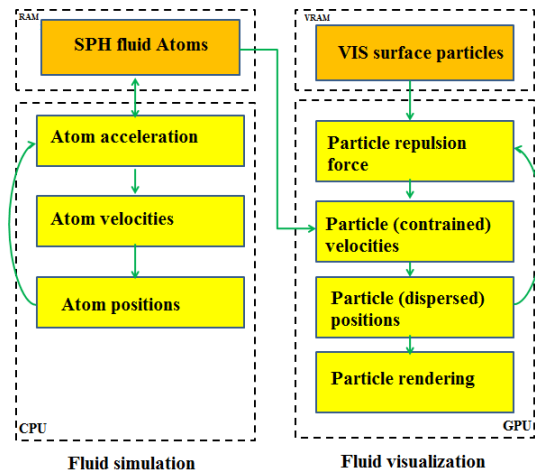 RAM
SPH fluid Atoms
Atom acceleration
Atom velocities
Atom positions
CPU
Fluid simulation
VRAM
VIS surface particles
Particle repulsion
force
Particle (contrained)
velocities
Particle (dispersed)
positions
Particle rendering
GPU
Fluid visualization